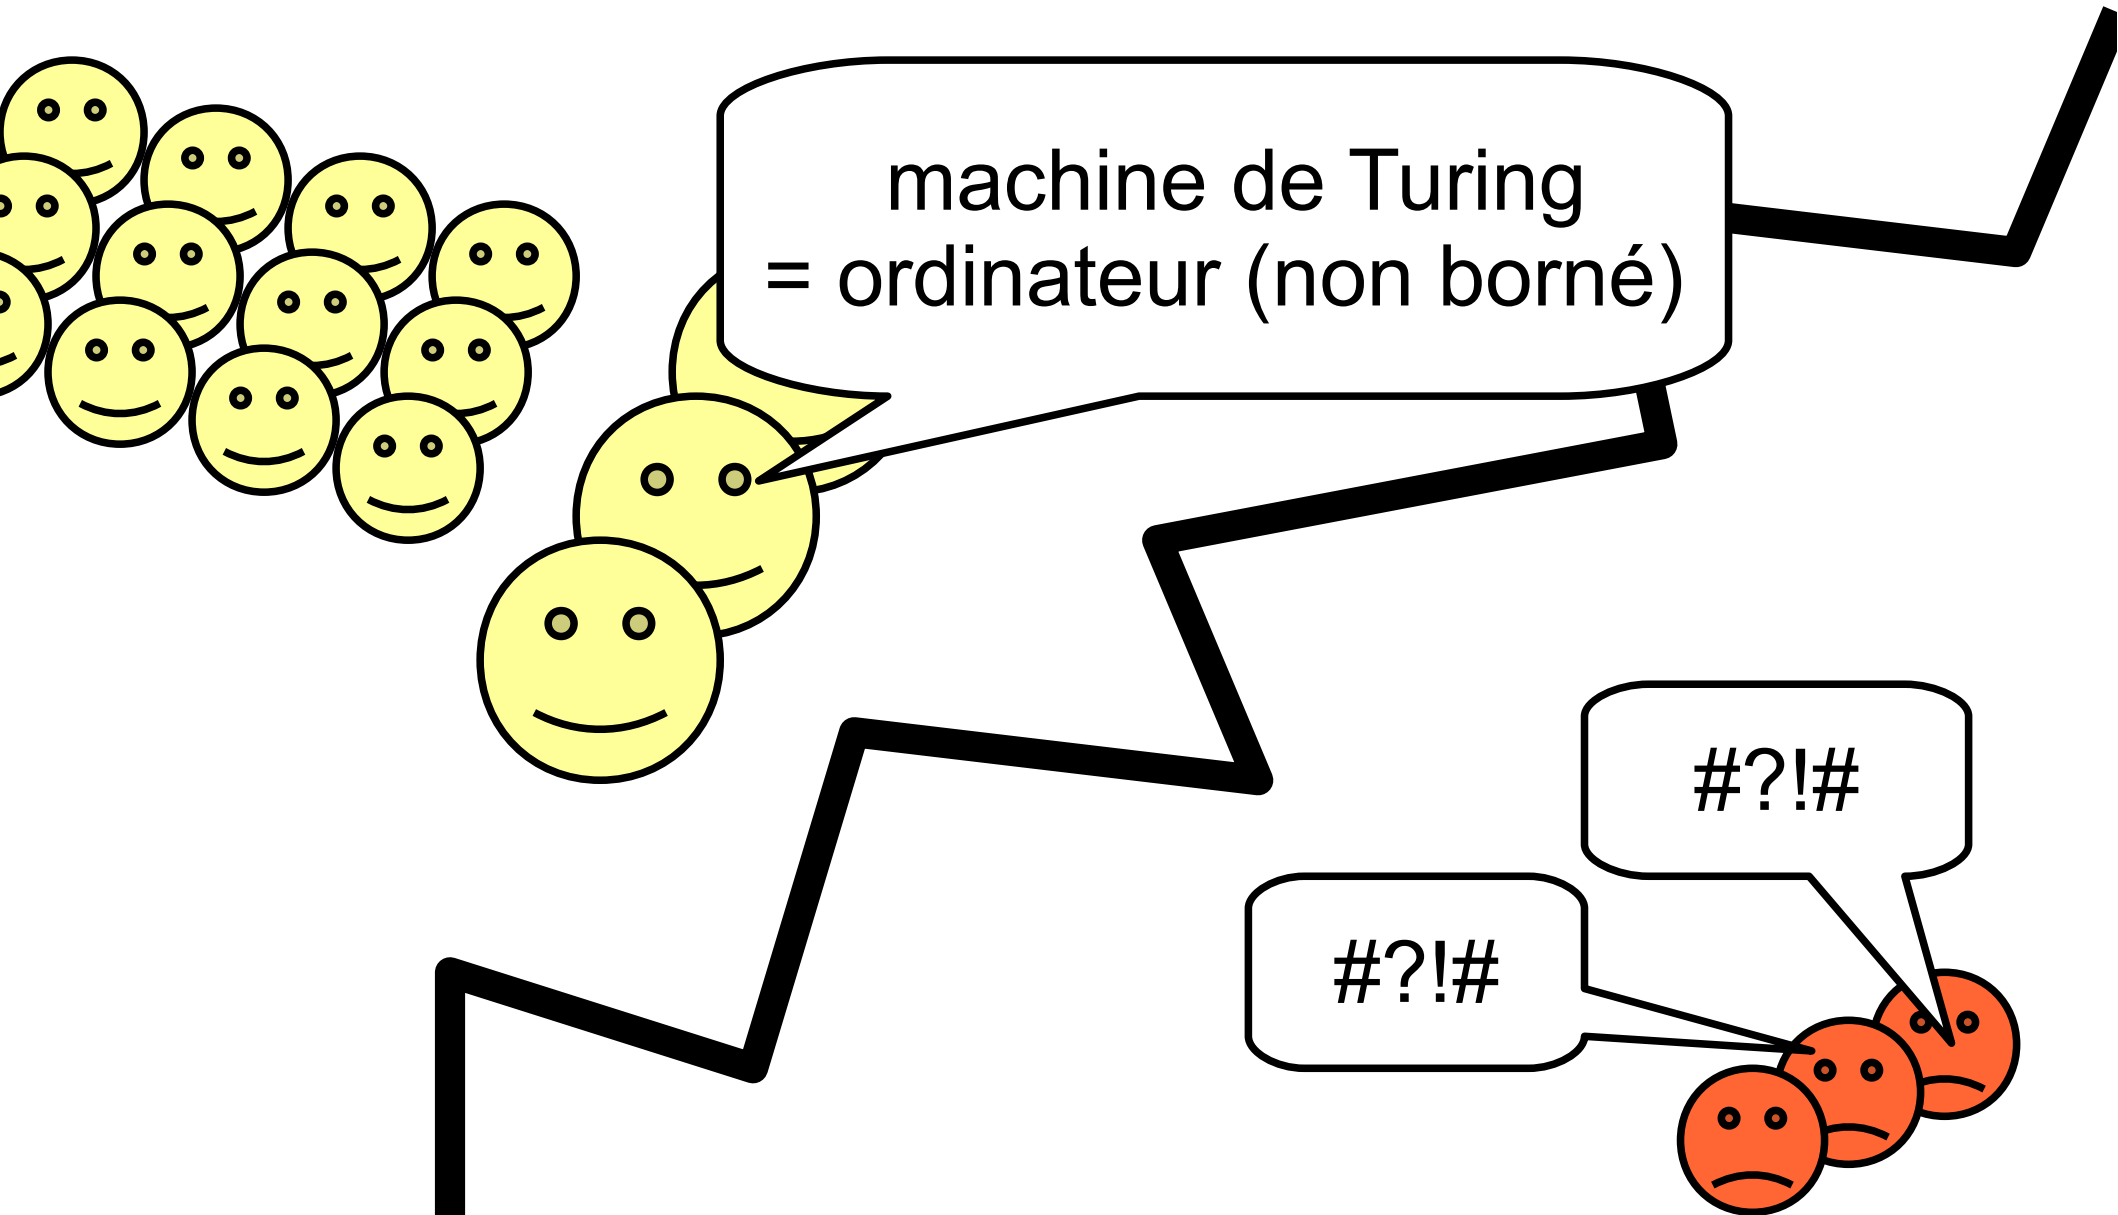 machine de Turing
= ordinateur (non borné)
#?!#
#?!#